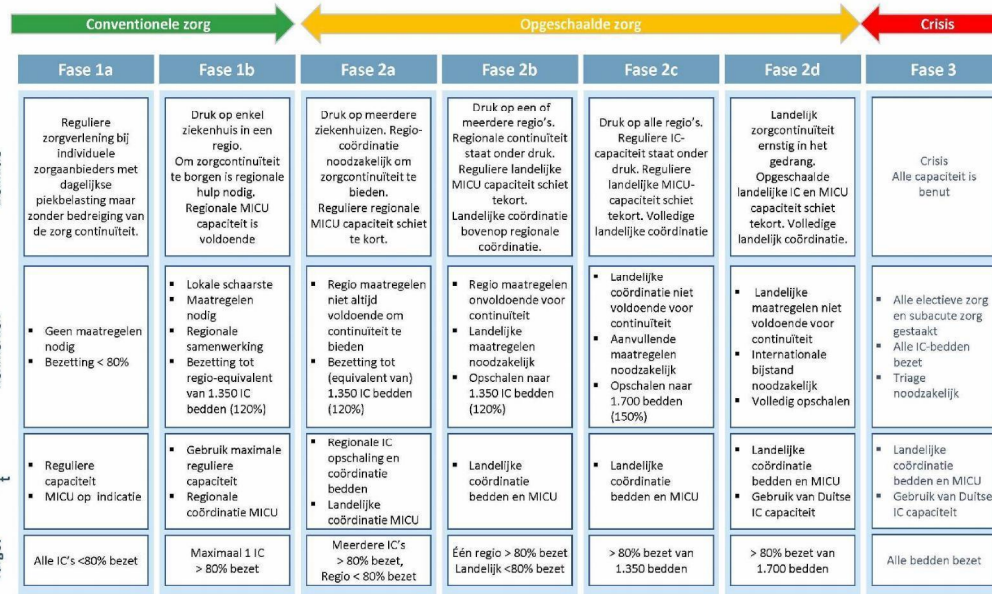 Conventionele zorg
Opgeschaalde zorg
Crisis
Fase 1a
Fase 1b
Fase 2a
Fase 2b
Fase 2c
Fase 2d
Fase 3
Reguliere
zorgverlening bij
individuele
zorgaanbieders met
dagelijkse
piekbelasting maar
zonder bedreiging van
de zorg continuïteit.
Druk op enkel
ziekenhuis in een
regio.
Om zorgcontinuïteit
te borgen is regionale
hulp nodig.
Regionale MICU
capaciteit is
voldoende
Druk op meerdere
ziekenhuizen. Regio-
coördinatie
noodzakelijk om
zorgcontinuïteit te
bieden.
Reguliere regionale
MICU capaciteit schiet
te kort.
Druk op een of
meerdere regio's.
Regionale continuïteit
staat onder druk.
Reguliere landelijke
MICU capaciteit schiet
tekort.
Landelijke coördinatie
bovenop regionale
coördinatie.
Druk op alle regio's.
Reguliere IC-
capaciteit staat onder
druk. Reguliere
landelijke MICU-
capaciteit schiet
tekort. Volledige
landelijke coördinatie
Landelijk
zorgcontinuïteit
ernstig in het
gedrang.
Opgeschaalde
landelijke IC en MICU
capaciteit schiet
tekort. Volledige
landelijk coördinatie.
Crisis
Alle capaciteit is
benut
▪ Geen maatregelen
nodig
▪ Bezetting < 80%
▪ Lokale schaarste
▪ Maatregelen
nodig
▪ Regionale
samenwerking
▪ Bezetting tot
regio-equivalent
van 1.350 IC
bedden (120%)
▪ Regio maatregelen
niet altijd
voldoende om
continuïteit te
bieden
▪ Bezetting tot
(equivalent van)
1.350 IC bedden
(120%)
▪ Regio maatregelen
onvoldoende voor
continuïteit
▪ Landelijke
maatregelen
noodzakelijk
▪ Opschalen naar
1.350 IC bedden
(120%)
▪ Landelijke
coördinatie niet
voldoende voor
continuïteit
▪ Aanvullende
maatregelen
noodzakelijk
▪ Opschalen naar
1.700 bedden
(150%)
▪ Landelijke
maatregelen niet
voldoende voor
continuïteit
▪ Internationale
bijstand
noodzakelijk
▪ Volledig opschalen
▪ Alle electieve zorg
en subacute zorg
gestaakt
▪ Alle IC-bedden
bezet
▪ Triage
noodzakelijk
▪ Reguliere
capaciteit
▪ MICU op indicatie
▪ Gebruik maximale
reguliere
capaciteit
▪ Regionale
coördinatie MICU
▪ Regionale IC
opschaling en
coördinatie
bedden
▪ Landelijke
coördinatie MICU
▪ Landelijke
coördinatie
bedden en MICU
▪ Landelijke
coördinatie
bedden en MICU
▪ Landelijke
coördinatie
bedden en MICU
▪ Gebruik van Duitse
IC capaciteit
▪ Landelijke
coördinatie
bedden en MICU
▪ Gebruik van Duitse
IC capaciteit
Alle IC's <80% bezet
Maximaal 1 IC
> 80% bezet
Meerdere IC's
> 80% bezet,
Regio < 80% bezet
Één regio > 80% bezet
Landelijk <80% bezet
> 80% bezet van
1.350 bedden
> 80% bezet van
1.700 bedden
Alle bedden bezet